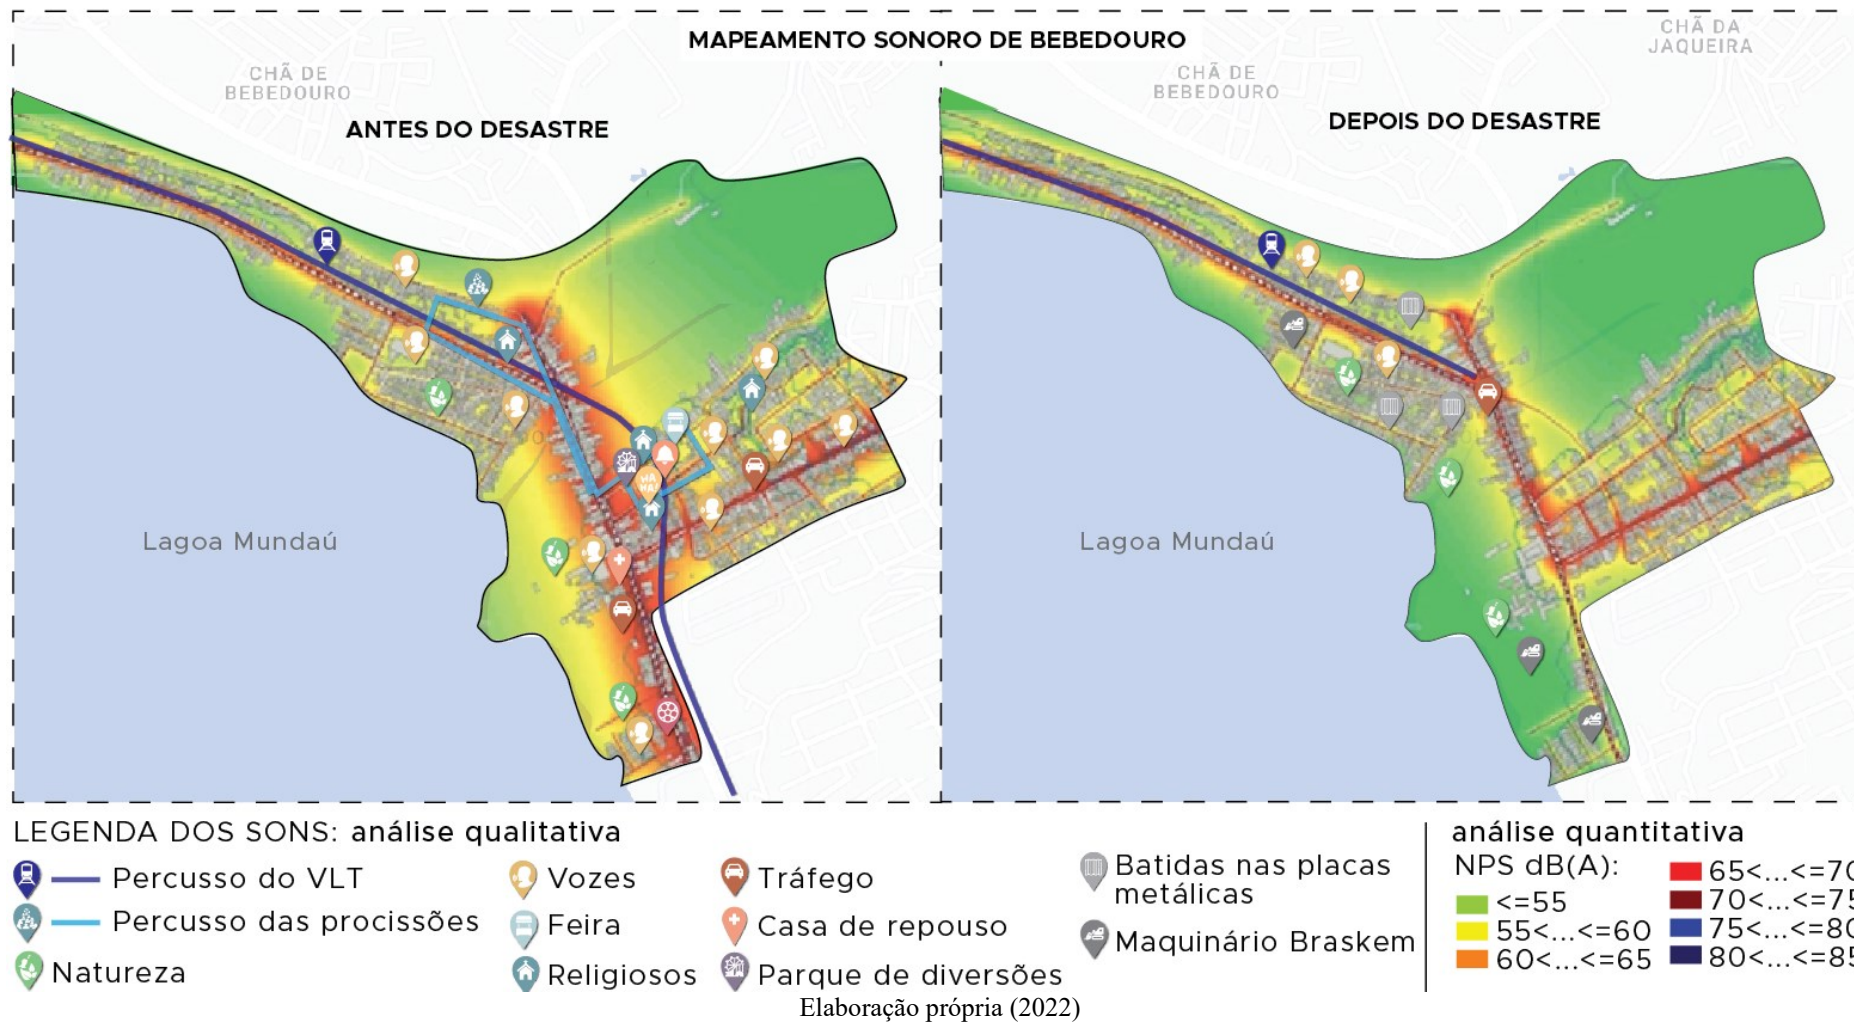 MAPEAMENTO SONORO DE BEBEDOURO
CHÃ DE
BEBEDOURO
ANTES DO DESASTRE
Lagoa Mundaú
HA
HA!
CHÃ DA
JAQUEIRA
CHÃ DE
BEBEDOURO
DEPOIS DO DESASTRE
Lagoa Mundaú
LEGENDA DOS SONS: análise qualitativa
Percusso do VLT
Percusso das procissões
Natureza
Vozes
Feira
Religiosos
Tráfego
Casa de repouso
Parque de diversões
Batidas nas placas
metálicas
Maquinário Braskem
análise quantitativa
NPS dB(A):
<=55
55<...<=60
60<...<=65
65<...<=70
70<...<=75
75<...<=80
80<...<=85
Elaboração própria (2022)